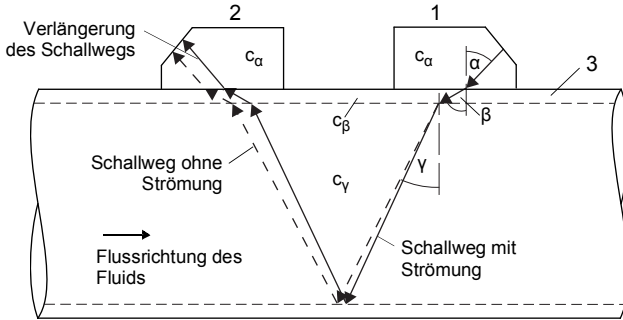 2
1
Verlängerung
des Schallwegs
cα
cα
α
3
cβ
β
Schallweg ohne
Strömung
cγ
γ
Flussrichtung des
Fluids
Schallweg mit
Strömung